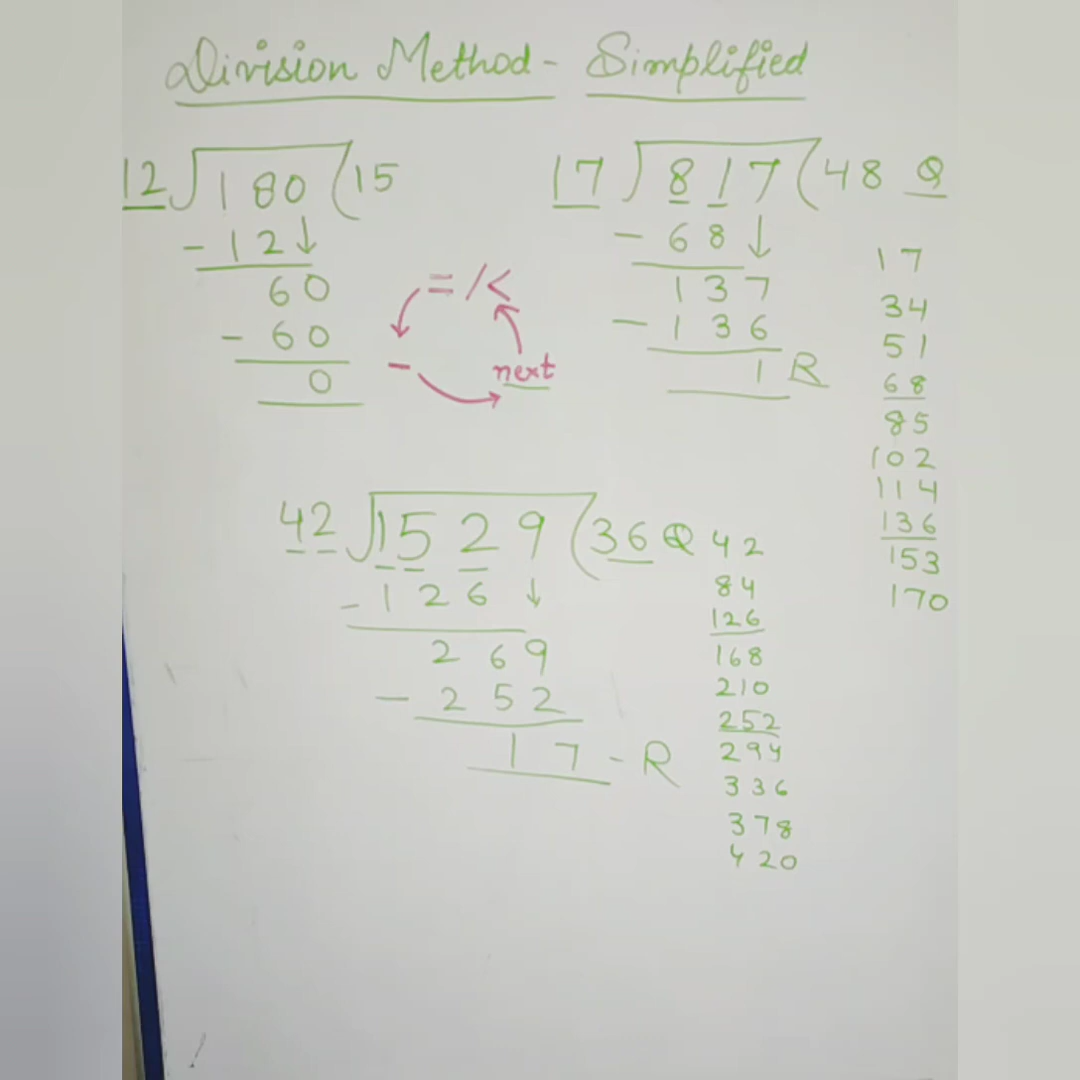 Division Method - Simplified
12 ) 180 ( 15
- 12 ↓
60
- 60
0
= / <
-
next
17 ) 817 ( 48 Q
- 68 ↓
137
- 136
1 R
17
34
51
68
85
102
114
136
153
170
42 ) 1529 ( 36 Q
- 126 ↓
269
- 252
17 - R
42
84
126
168
210
252
294
336
378
420